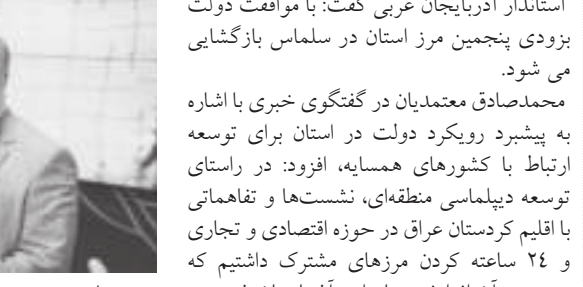 استاندار آذربایجان غربی گفت: با موافقت دولت
بزودی پنجمین مرز استان در سلماس بازگشایی
می شود.
محمدصادق معتمدیان در گفتگوی خبری با اشاره
به پیشبرد رویکرد دولت در استان برای توسعه
ارتباط با کشورهای همسایه، افزود: در راستای
توسعه دیپلماسی منطقه‌ای، نشست‌ها و تفاهماتی
با اقلیم کردستان عراق در حوزه اقتصادی و تجاری
و ٢٤ ساعته کردن مرزهای مشترک داشتیم که